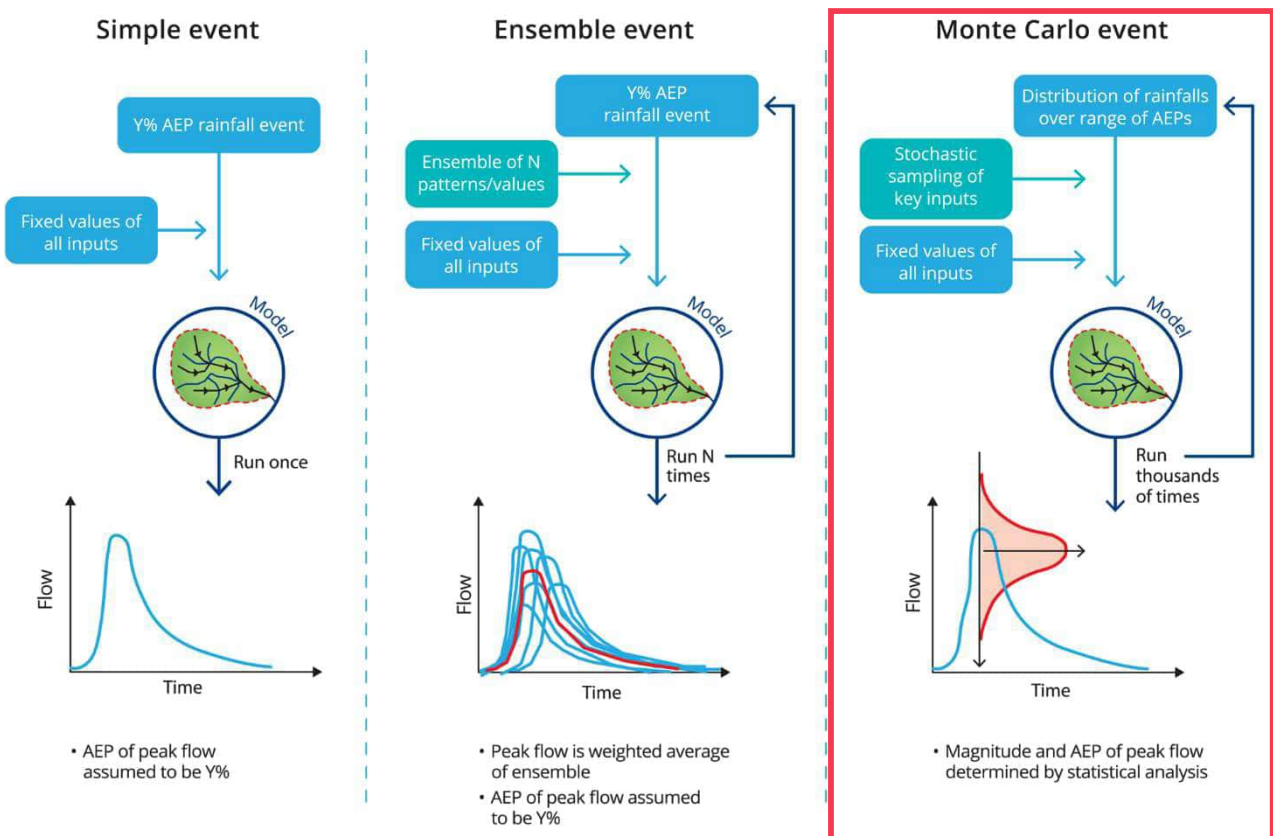 Simple event
Y% AEP rainfall event
Fixed values of
all inputs
Model
Run once
Flow
Time
• AEP of peak flow
assumed to be Y%
Ensemble event
Y% AEP
rainfall event
Ensemble of N
patterns/values
Fixed values of
all inputs
Model
Run N
times
Flow
Time
• Peak flow is weighted average
of ensemble
• AEP of peak flow assumed
to be Y%
Monte Carlo event
Distribution of rainfalls
over range of AEPs
Stochastic
sampling of
key inputs
Fixed values of
all inputs
Model
Run
thousands
of times
Flow
Time
• Magnitude and AEP of peak flow
determined by statistical analysis